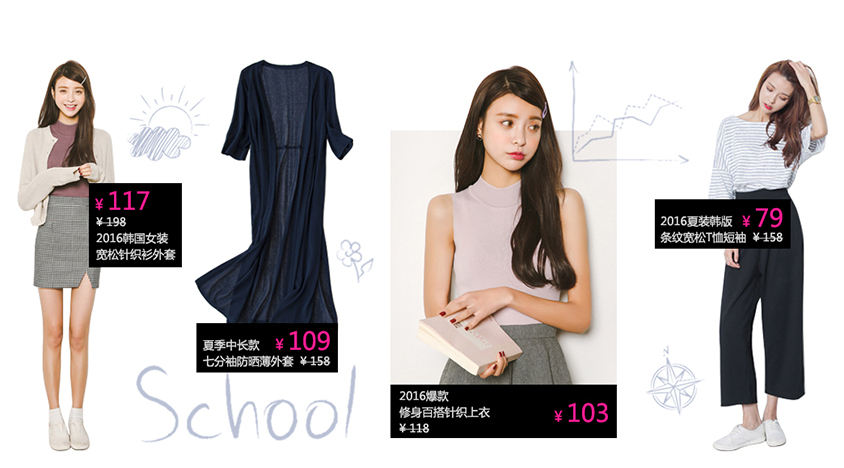 ¥117
¥198
2016韩国女装
宽松针织衫外套
夏季中长款 ¥109
七分袖防晒薄外套 ¥158
School
2016爆款
修身百搭针织上衣 ¥103
¥118
2016夏装韩版 ¥79
条纹宽松T恤短袖 ¥158